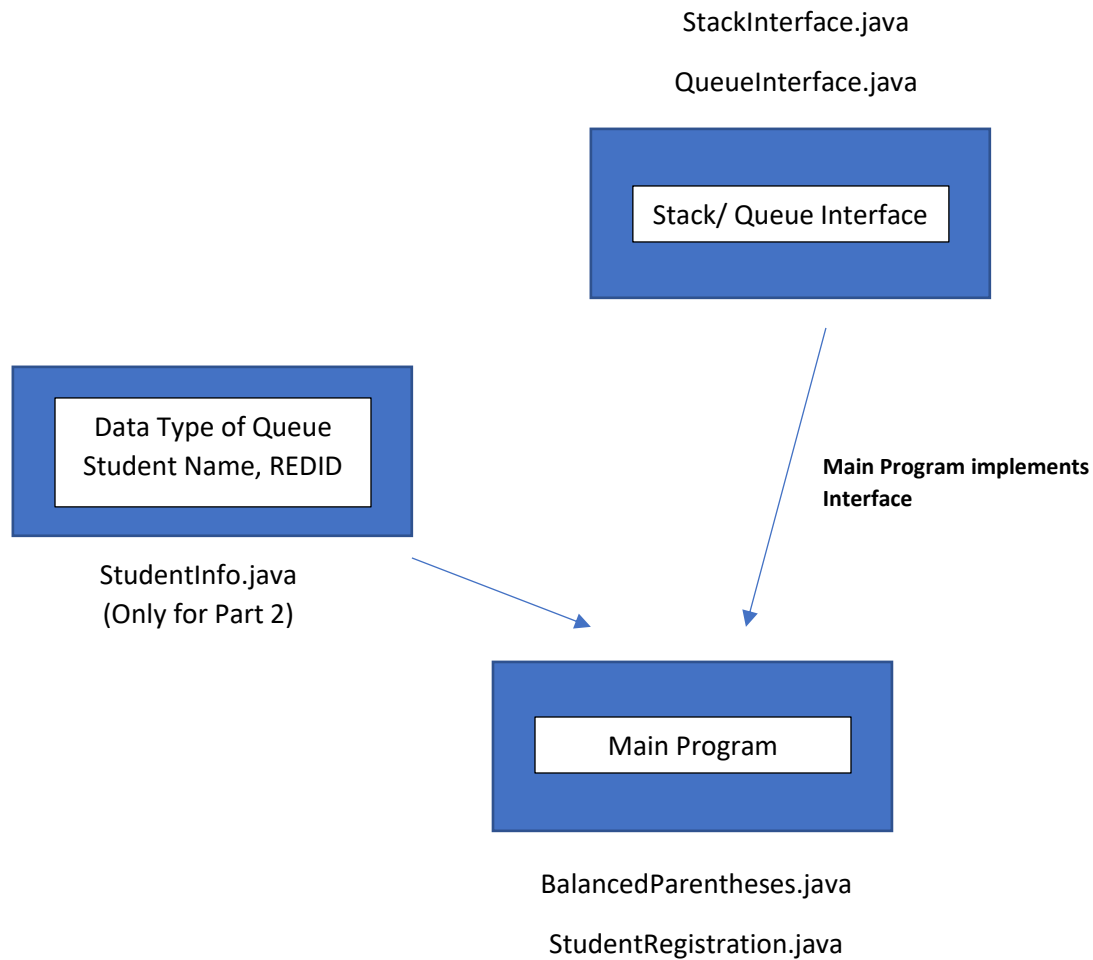 StackInterface.java
QueueInterface.java
Stack/ Queue Interface
Data Type of Queue
Student Name, REDID
Main Program implements
Interface
StudentInfo.java
(Only for Part 2)
Main Program
BalancedParentheses.java
StudentRegistration.java